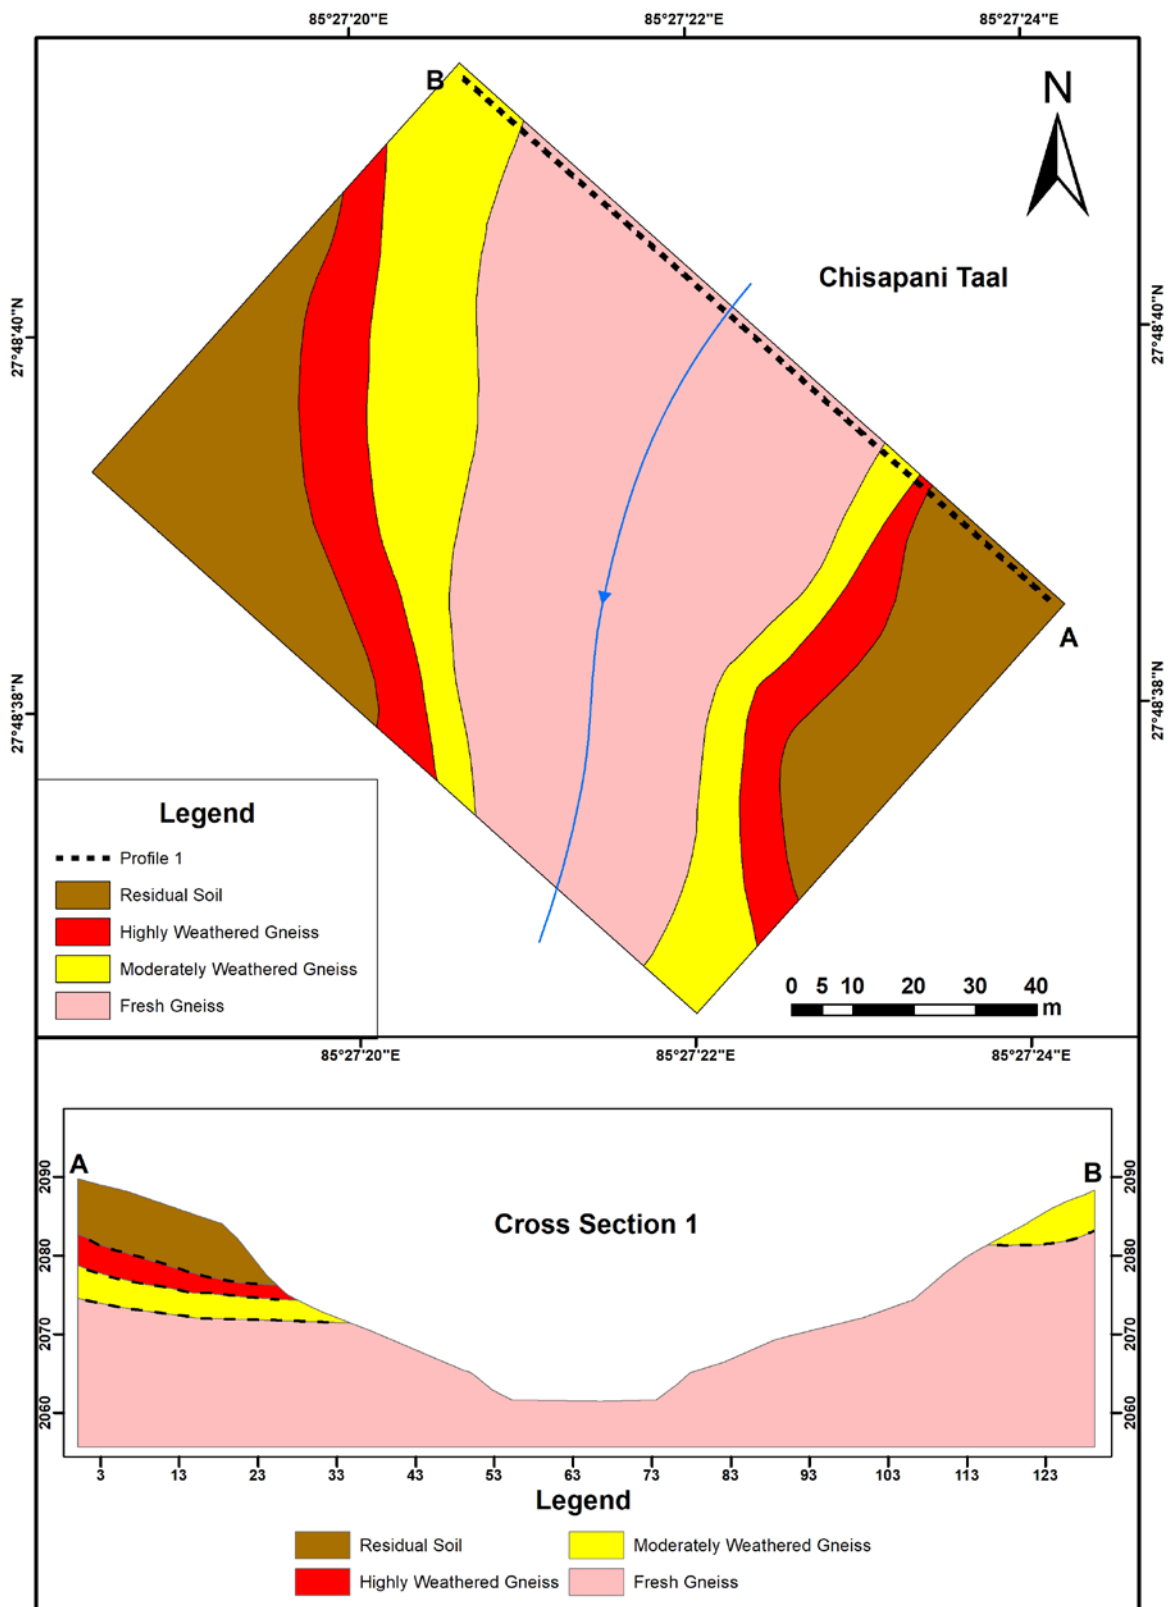 85°27'20"E 85°27'22"E 85°27'24"E
B
N
Chisapani Taal
27°48'40"N 27°48'40"N
A
27°48'38"N 27°48'38"N
Legend
Profile 1
Residual Soil
Highly Weathered Gneiss
Moderately Weathered Gneiss
Fresh Gneiss
0 5 10 20 30 40
m
85°27'20"E 85°27'22"E 85°27'24"E
A B
Cross Section 1
2090 2090
2080 2080
2070 2070
2060 2060
3 13 23 33 43 53 63 73 83 93 103 113 123
Legend
Residual Soil Moderately Weathered Gneiss
Highly Weathered Gneiss Fresh Gneiss